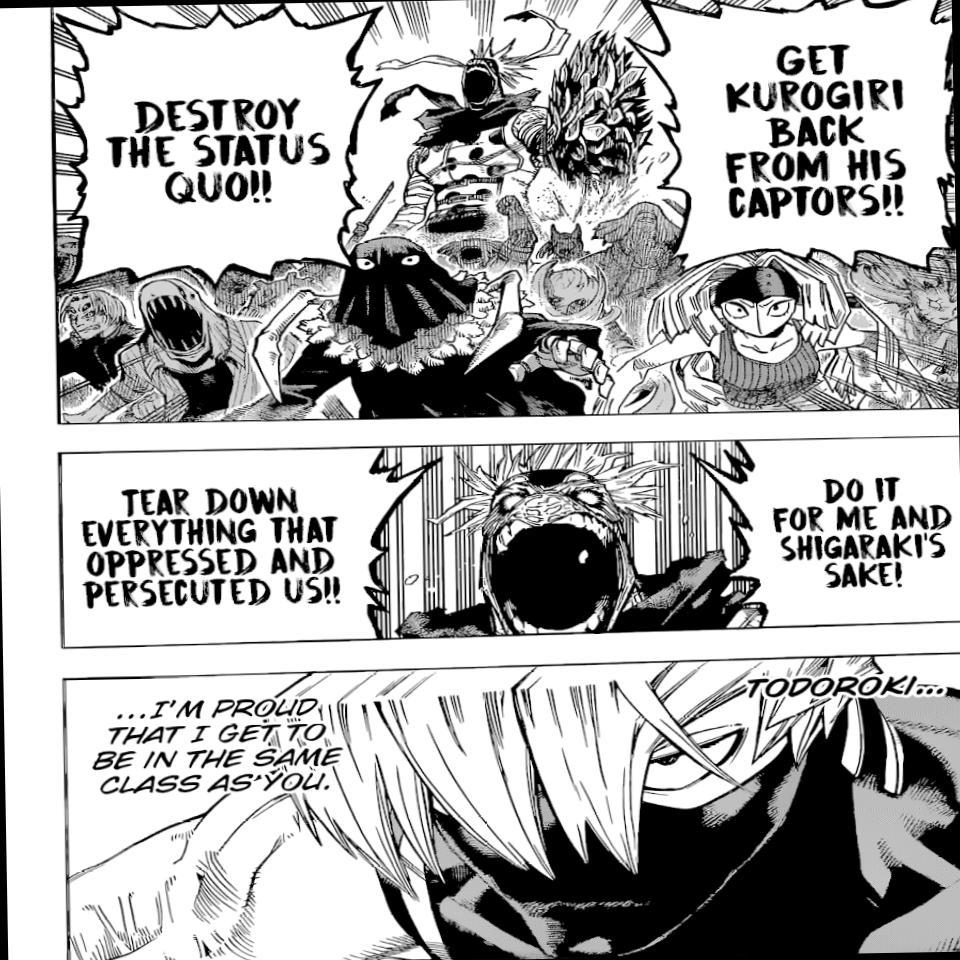 GET
KUROGIRI
BACK
FROM HIS
CAPTORS!!
DESTROY
THE STATUS
QUO!!
DO IT
FOR ME AND
SHIGARAKI'S
SAKE!
TEAR DOWN
EVERYTHING THAT
OPPRESSED AND
PERSECUTED US!!
TODOROKI...
...I'M PROUD
THAT I GET TO
BE IN THE SAME
CLASS AS YOU.